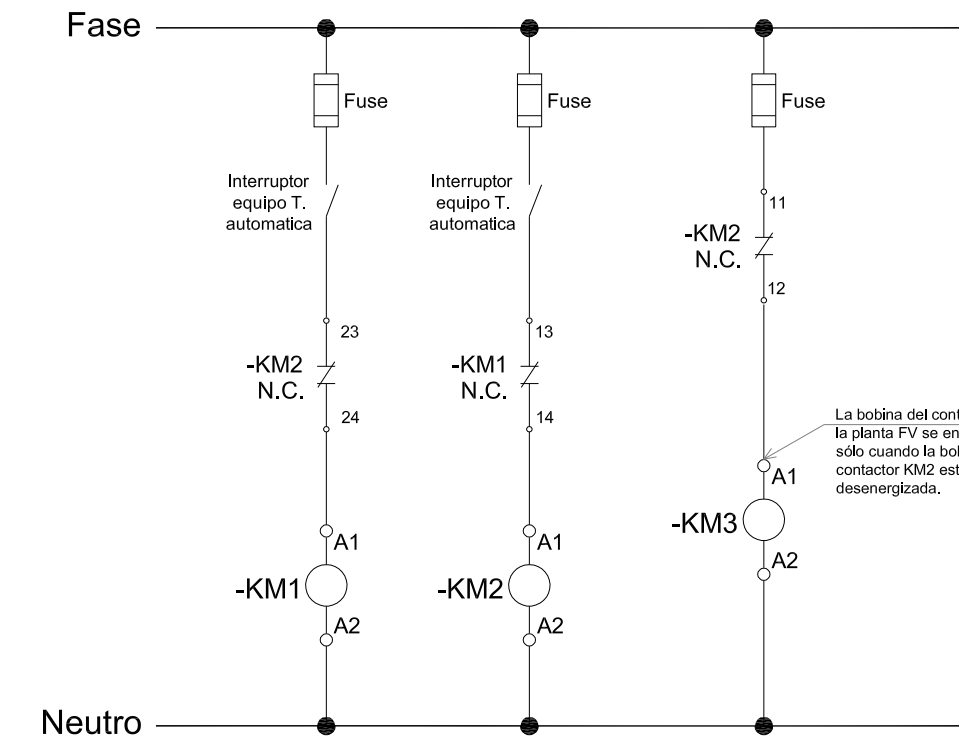 Fase
Fuse
Fuse
Fuse
Interruptor
equipo T.
automatica
Interruptor
equipo T.
automatica
11
-KM2
N.C.
12
23
-KM2
N.C.
24
13
-KM1
N.C.
14
La bobina del cont
la planta FV se en
sólo cuando la bob
contactor KM2 est
desenergizada.
A1
-KM3
A2
A1
-KM1
A2
A1
-KM2
A2
Neutro